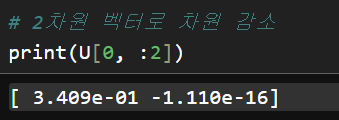 # 2차원 벡터로 차원 감소
print(U[0, :2])
[ 3.409e-01 -1.110e-16]